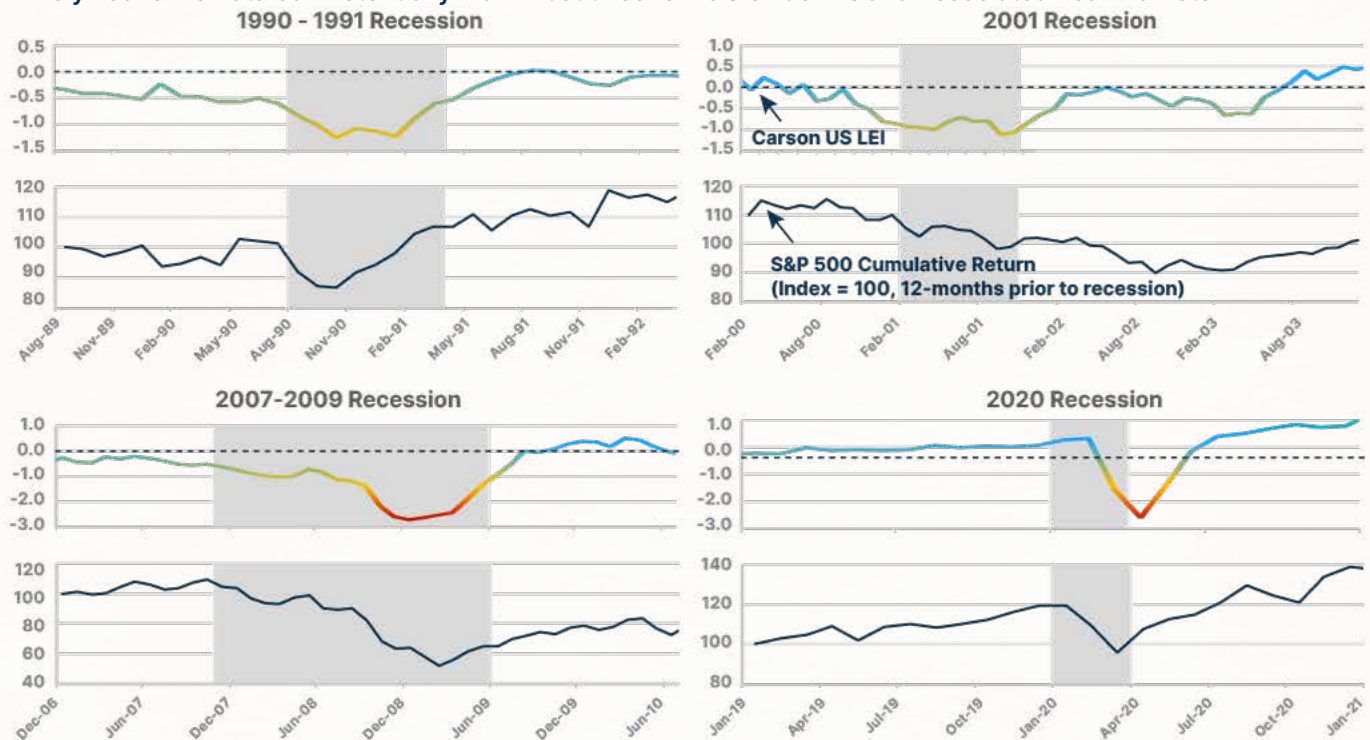 1990 - 1991 Recession
0.5
0.0
-0.5
-1.0
-1.5
120
110
100
90
80
Aug-89
Nov-89
Feb-90
May-90
Aug-90
Nov-90
Feb-91
May-91
Aug-91
Nov-91
Feb-92
2001 Recession
1.0
0.5
0.0
-0.5
-1.0
-1.5
Carson US LEI
120
110
100
90
80
S&P 500 Cumulative Return
(Index = 100, 12-months prior to recession)
Feb-00
Aug-00
Feb-01
Aug-01
Feb-02
Aug-02
Feb-03
Aug-03
2007-2009 Recession
1.0
0.0
-1.0
-2.0
-3.0
120
100
80
60
40
Dec-06
Jun-07
Dec-07
Jun-08
Dec-08
Jun-09
Dec-09
Jun-10
2020 Recession
1.0
0.0
-1.0
-2.0
-3.0
140
120
100
80
Jan-19
Apr-19
Jul-19
Oct-19
Jan-20
Apr-20
Jul-20
Oct-20
Jan-21